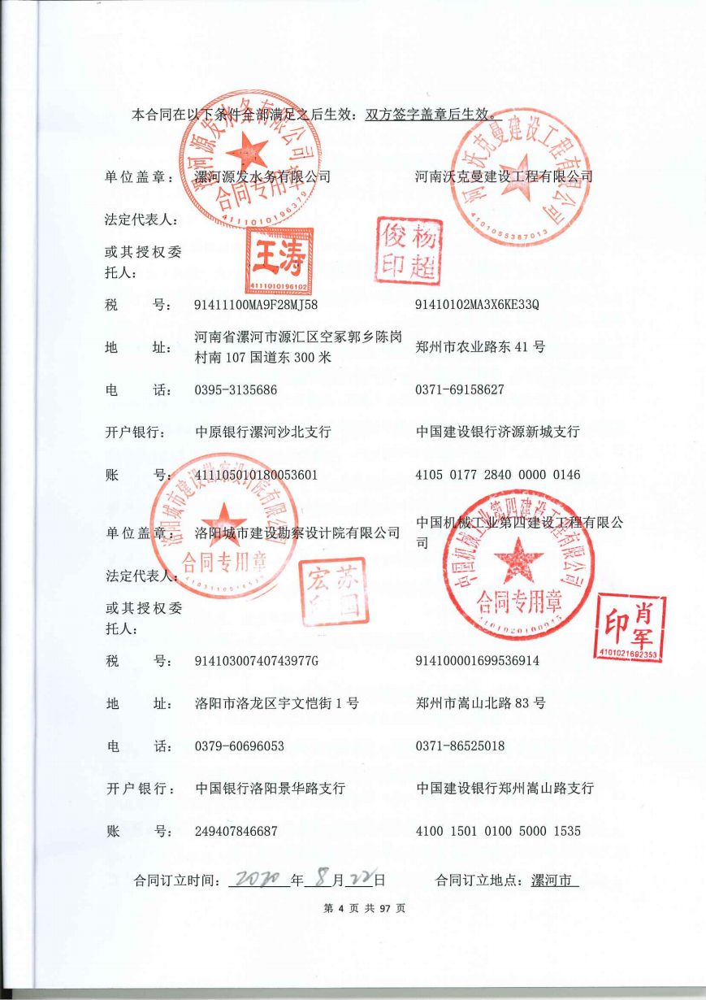 本合同在以下条件全部满足之后生效：双方签字盖章后生效。
单位盖章： 漯河源发水务有限公司 河南沃克曼建设工程有限公司
漯河源发水务有限公司
合同专用章
4111010196379
河南沃克曼建设工程有限公司
4101055387013
法定代表人：
或其授权委
托人：
王涛
4111010196102
杨超俊印
税 号： 91411100MA9F28MJ58 91410102MA3X6KE33Q
地 址： 河南省漯河市源汇区空冢郭乡陈岗 郑州市农业路东 41 号
村南 107 国道东 300 米
电 话： 0395-3135686 0371-69158627
开户银行： 中原银行漯河沙北支行 中国建设银行济源新城支行
账 号： 411105010180053601 4105 0177 2840 0000 0146
单位盖章： 洛阳城市建设勘察设计院有限公司 中国机械工业第四建设工程有限公
司
洛阳城市建设勘察设计院有限公司
合同专用章
中国机械工业第四建设工程有限公司
合同专用章
法定代表人：
或其授权委
托人：
苏国宏印
肖军印
4101021692353
税 号： 91410300740743977G 914100001699536914
地 址： 洛阳市洛龙区宇文恺街 1 号 郑州市嵩山北路 83 号
电 话： 0379-60696053 0371-86525018
开户银行： 中国银行洛阳景华路支行 中国建设银行郑州嵩山路支行
账 号： 249407846687 4100 1501 0100 5000 1535
合同订立时间： 2020 年 8 月 22 日 合同订立地点：漯河市
第 4 页 共 97 页